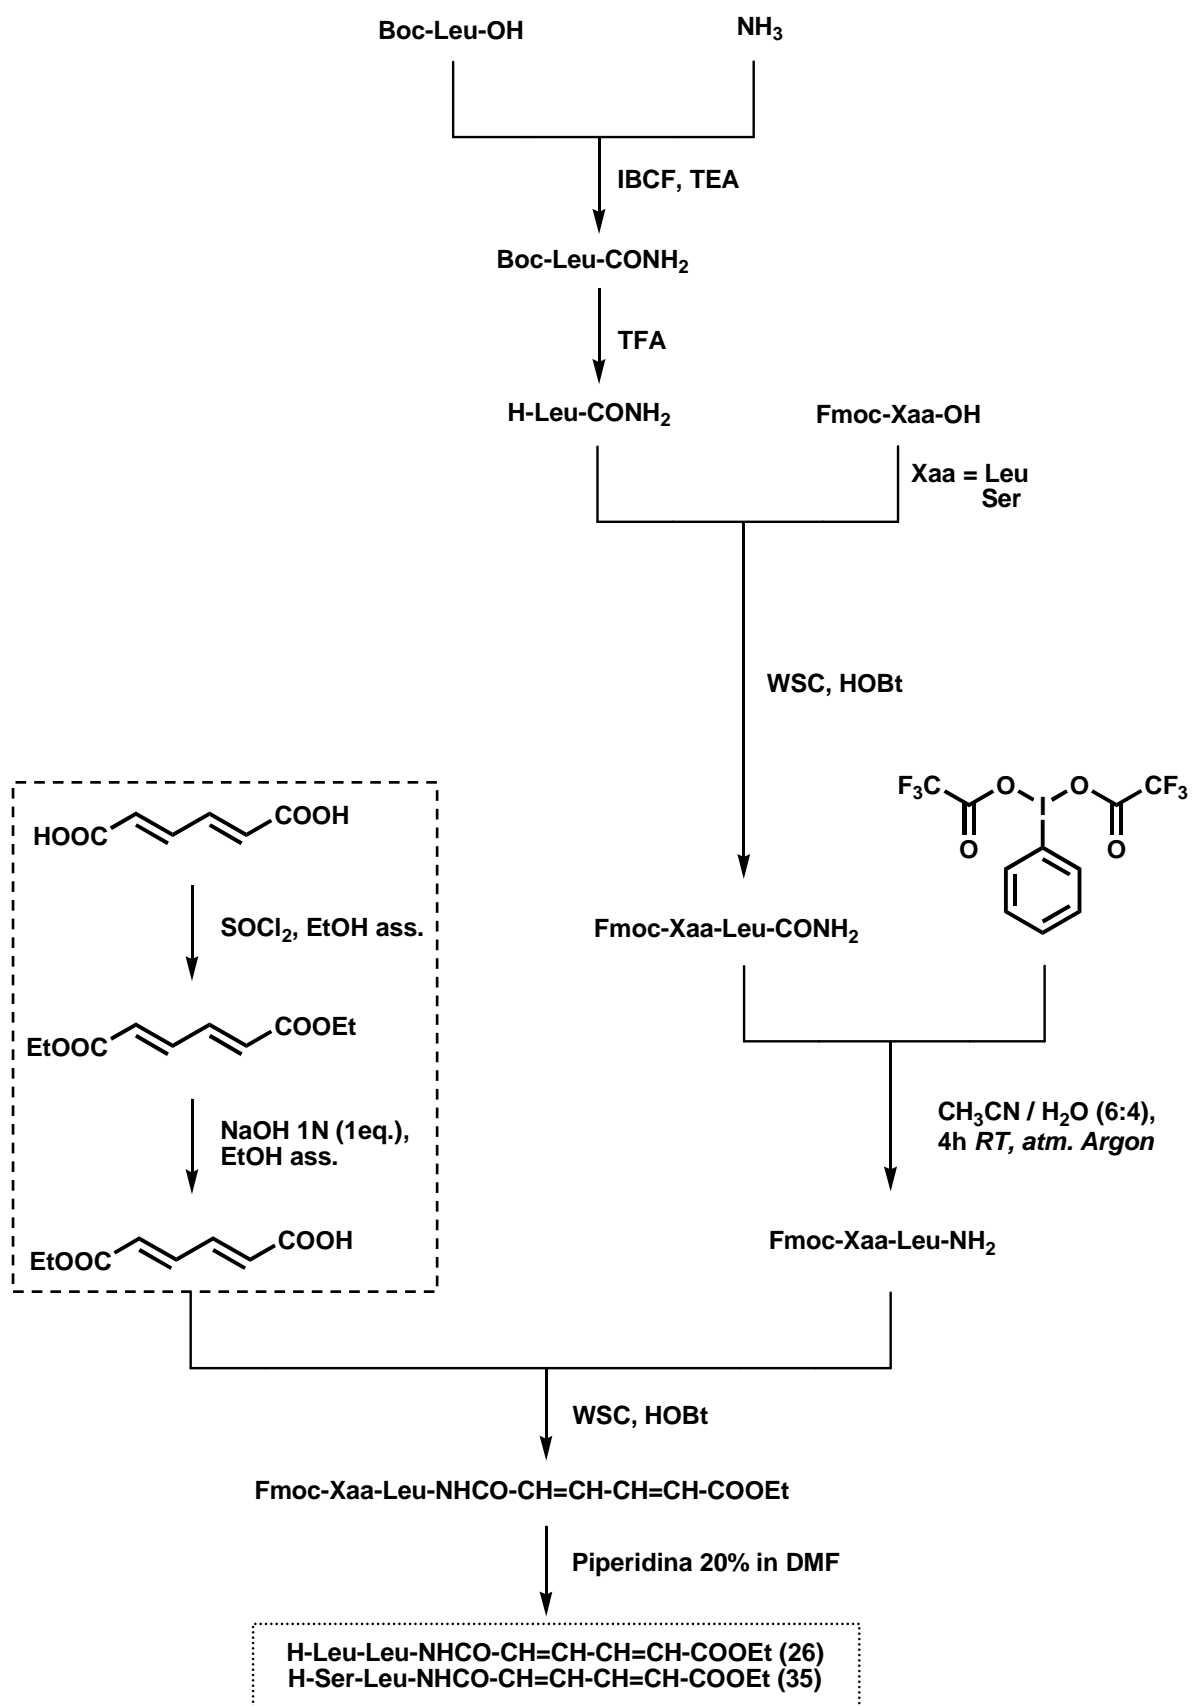 Boc-Leu-OH
NH3
IBCF, TEA
Boc-Leu-CONH2
TFA
H-Leu-CONH2
Fmoc-Xaa-OH
Xaa = Leu
Ser
WSC, HOBt
F3C
O
O
CF3
I
O
O
HOOC
COOH
SOCl2, EtOH ass.
Fmoc-Xaa-Leu-CONH2
EtOOC
COOEt
NaOH 1N (1eq.),
EtOH ass.
CH3CN / H2O (6:4),
4h RT, atm. Argon
EtOOC
COOH
Fmoc-Xaa-Leu-NH2
WSC, HOBt
Fmoc-Xaa-Leu-NHCO-CH=CH-CH=CH-COOEt
Piperidina 20% in DMF
H-Leu-Leu-NHCO-CH=CH-CH=CH-COOEt (26)
H-Ser-Leu-NHCO-CH=CH-CH=CH-COOEt (35)